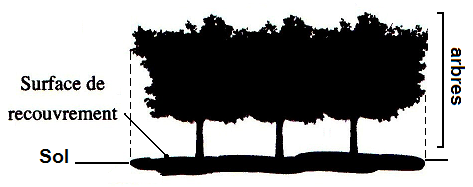 Surface de
recouvrement
Sol
arbres